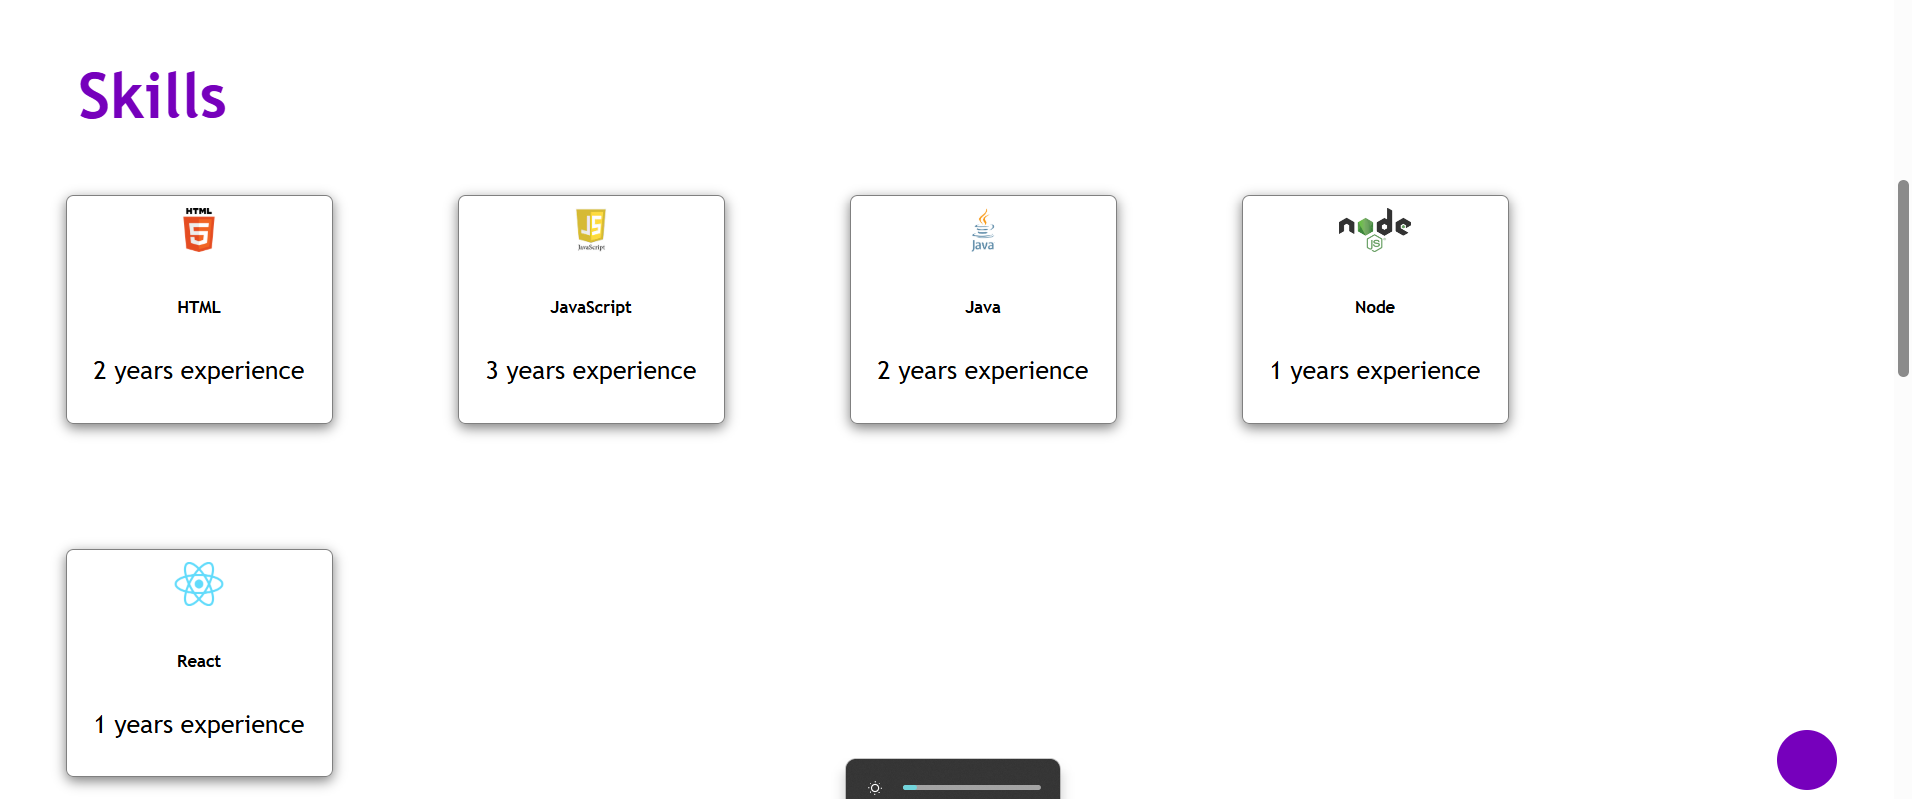 Skills
HTML
5
JS
JavaScript
Java
node
JS
HTML
JavaScript
Java
Node
2 years experience
3 years experience
2 years experience
1 years experience
React
1 years experience